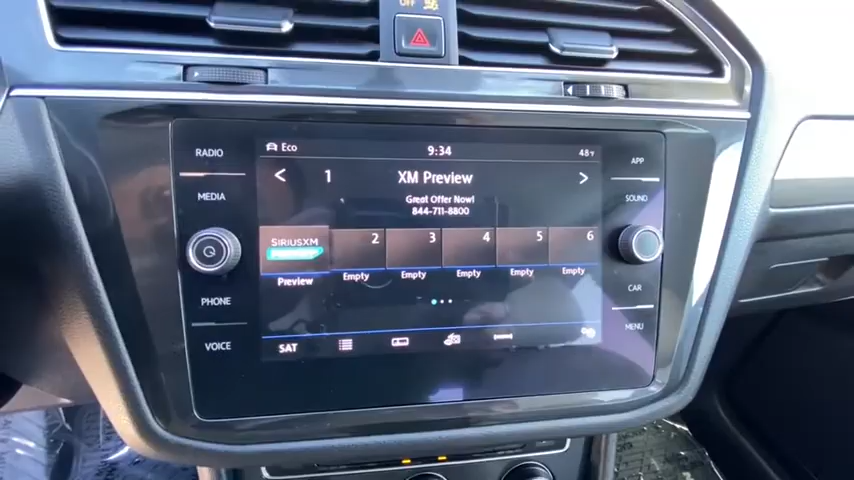 OFF
RADIO
MEDIA
PHONE
VOICE
Eco
9:34
48°F
1
XM Preview
Great Offer Now!
844-711-8800
SIRIUSXM
2
3
4
5
6
Preview
Empty
Empty
Empty
Empty
Empty
SAT
APP
SOUND
CAR
MENU